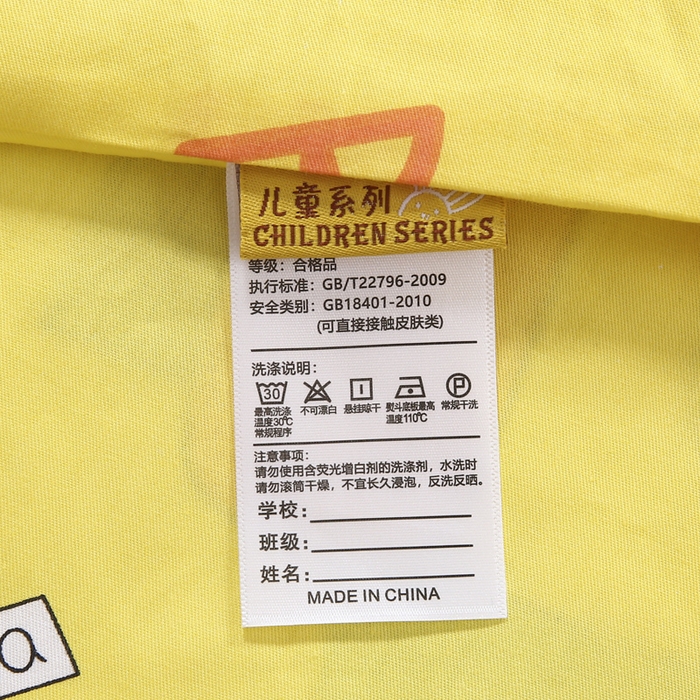 儿童系列
CHILDREN SERIES
等级：合格品
执行标准：GB/T22796-2009
安全类别：GB18401-2010
(可直接接触皮肤类)
洗涤说明：
30 P
最高洗涤温度30℃常规程序 不可漂白 悬挂晾干 熨斗底板最高温度110℃ 常规干洗
注意事项：
请勿使用含荧光增白剂的洗涤剂，水洗时
请勿滚筒干燥，不宜长久浸泡，反洗反晒。
学校：
班级：
姓名：
MADE IN CHINA
a